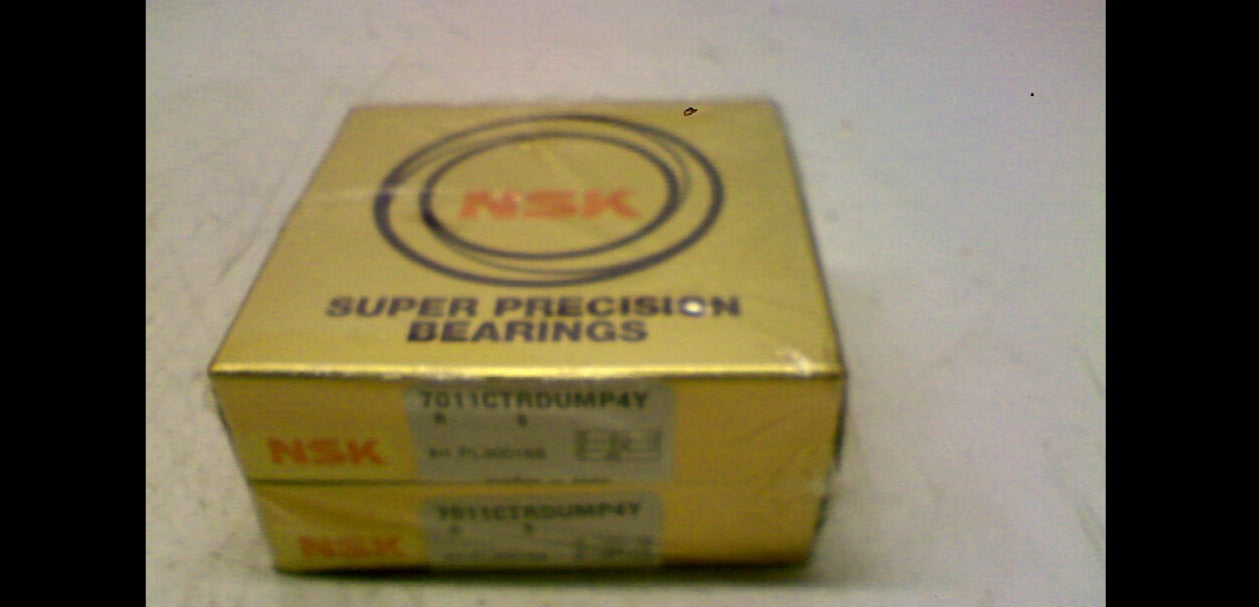 NSK
SUPER PRECISION
BEARINGS
7011CTRDUMP4Y
NSK
7011CTRDUMP4Y
NSK